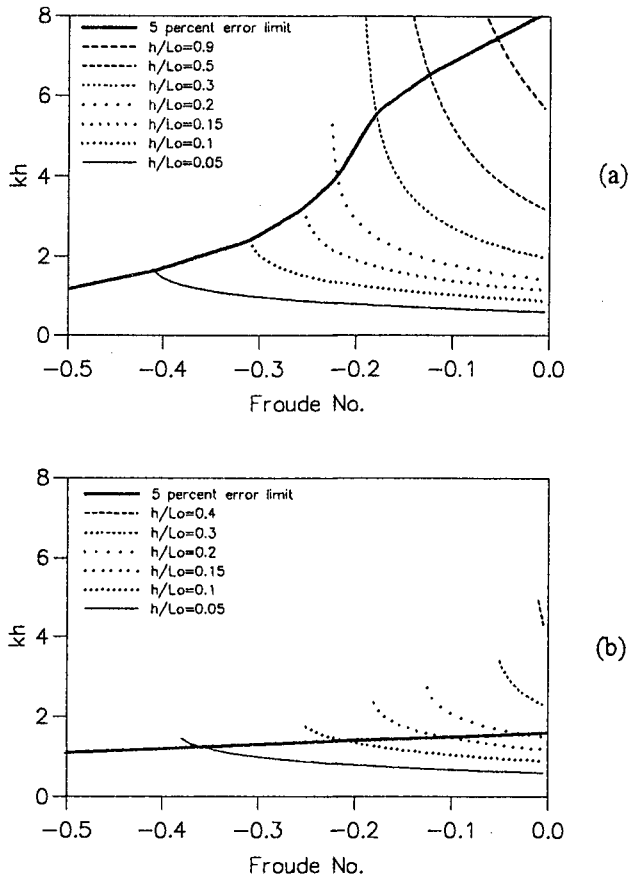 8
6
4
2
0
kh
5 percent error limit
h/Lo=0.9
h/Lo=0.5
h/Lo=0.3
h/Lo=0.2
h/Lo=0.15
h/Lo=0.1
h/Lo=0.05
(a)
−0.5 −0.4 −0.3 −0.2 −0.1 0.0
Froude No.
8
6
4
2
0
kh
5 percent error limit
h/Lo=0.4
h/Lo=0.3
h/Lo=0.2
h/Lo=0.15
h/Lo=0.1
h/Lo=0.05
(b)
−0.5 −0.4 −0.3 −0.2 −0.1 0.0
Froude No.